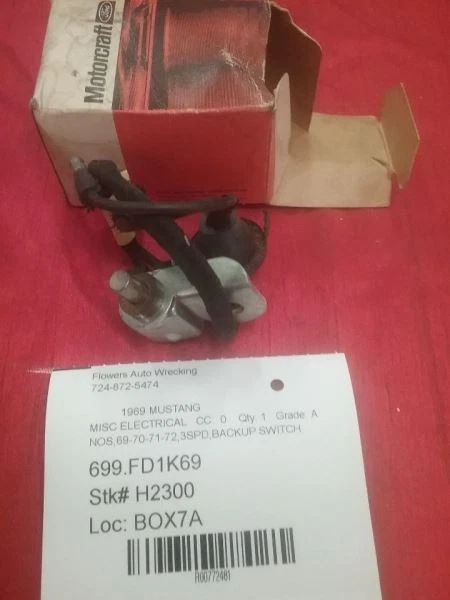 Motorcraft
Ford
Flowers Auto Wrecking
724-872-5474
1969 MUSTANG
MISC ELECTRICAL CC: 0 Qty 1 Grade A
NOS,69-70-71-72,3SPD,BACKUP SWITCH
699.FD1K69
Stk# H2300
Loc: BOX7A
R00772481